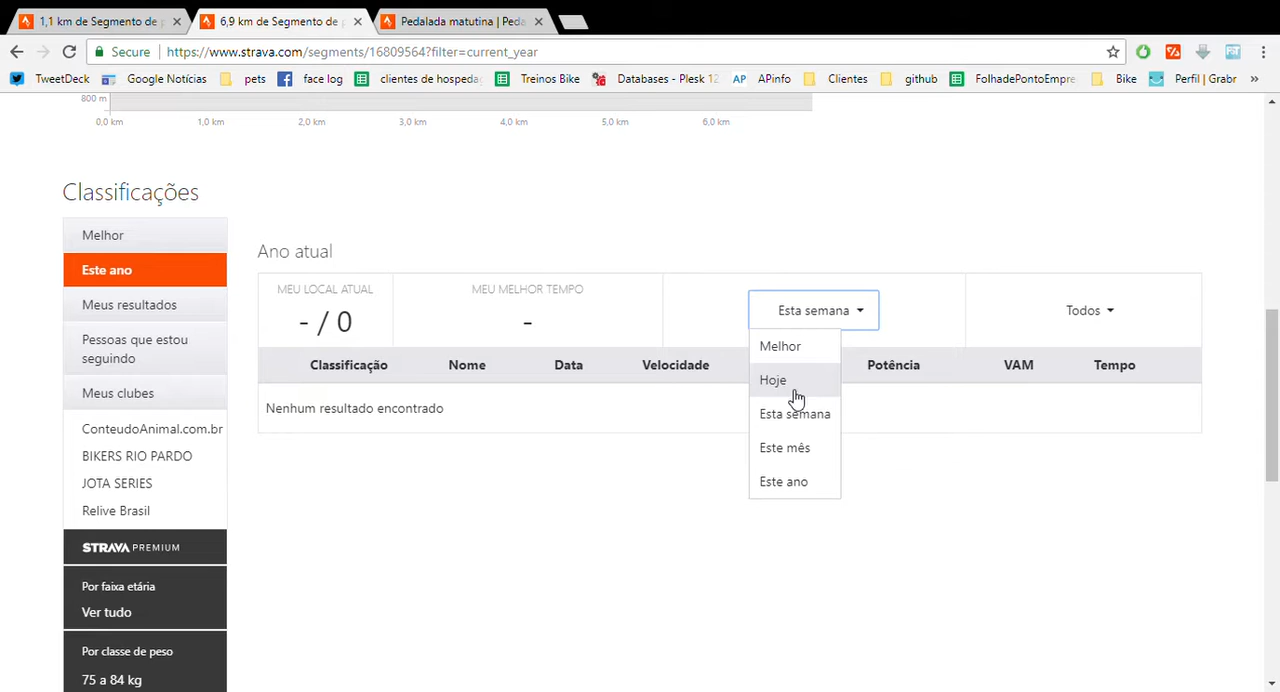 1,1 km de Segmento de p
6,9 km de Segmento de p
Pedalada matutina | Peda
Secure
https://www.strava.com/segments/16809564?filter=current_year
TweetDeck
Google Notícias
pets
face log
clientes de hospeda
Treinos Bike
Databases - Plesk 12
AP
APinfo
Clientes
github
FolhadePontoEmpre
Bike
Perfil | Grabr
»
800 m
0,0 km
1,0 km
2,0 km
3,0 km
4,0 km
5,0 km
6,0 km
Classificações
Melhor
Este ano
Meus resultados
Pessoas que estou
seguindo
Meus clubes
ConteudoAnimal.com.br
BIKERS RIO PARDO
JOTA SERIES
Relive Brasil
STRAVA PREMIUM
Por faixa etária
Ver tudo
Por classe de peso
75 a 84 kg
Ano atual
MEU LOCAL ATUAL
- / 0
MEU MELHOR TEMPO
-
Esta semana
Todos
Melhor
Hoje
Esta semana
Este mês
Este ano
Classificação
Nome
Data
Velocidade
Potência
VAM
Tempo
Nenhum resultado encontrado